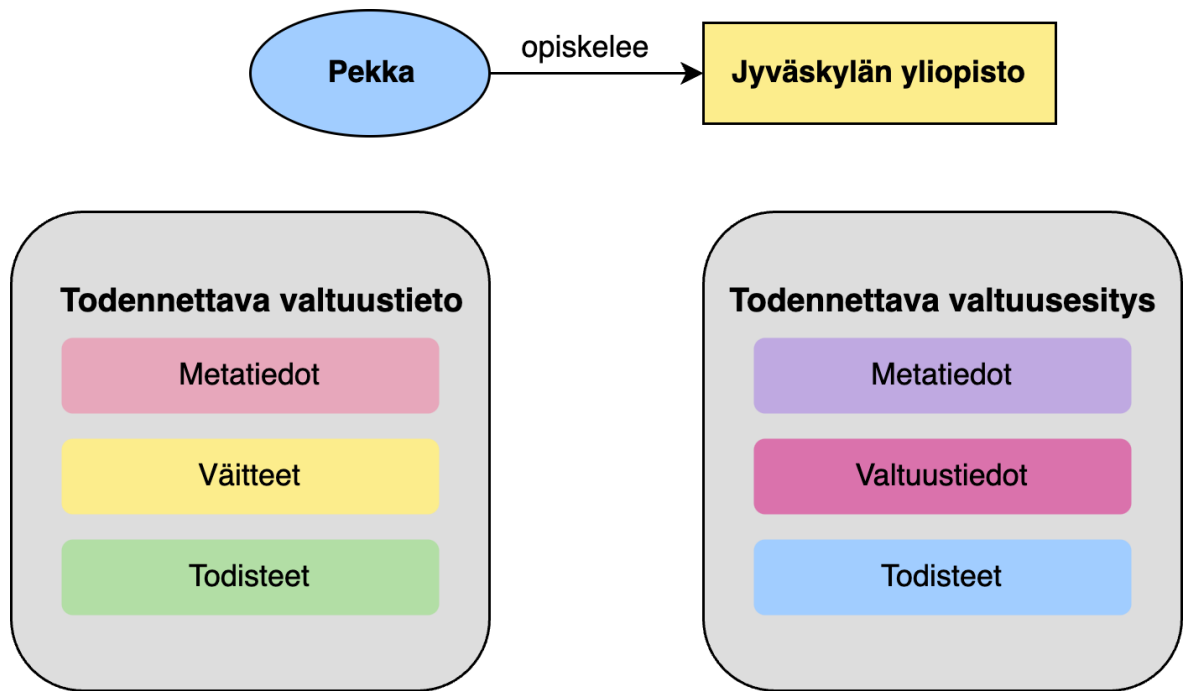 opiskelee
Pekka
Jyväskylän yliopisto
Todennettava valtuustieto
Metatiedot
Väitteet
Todisteet
Todennettava valtuusesitys
Metatiedot
Valtuustiedot
Todisteet